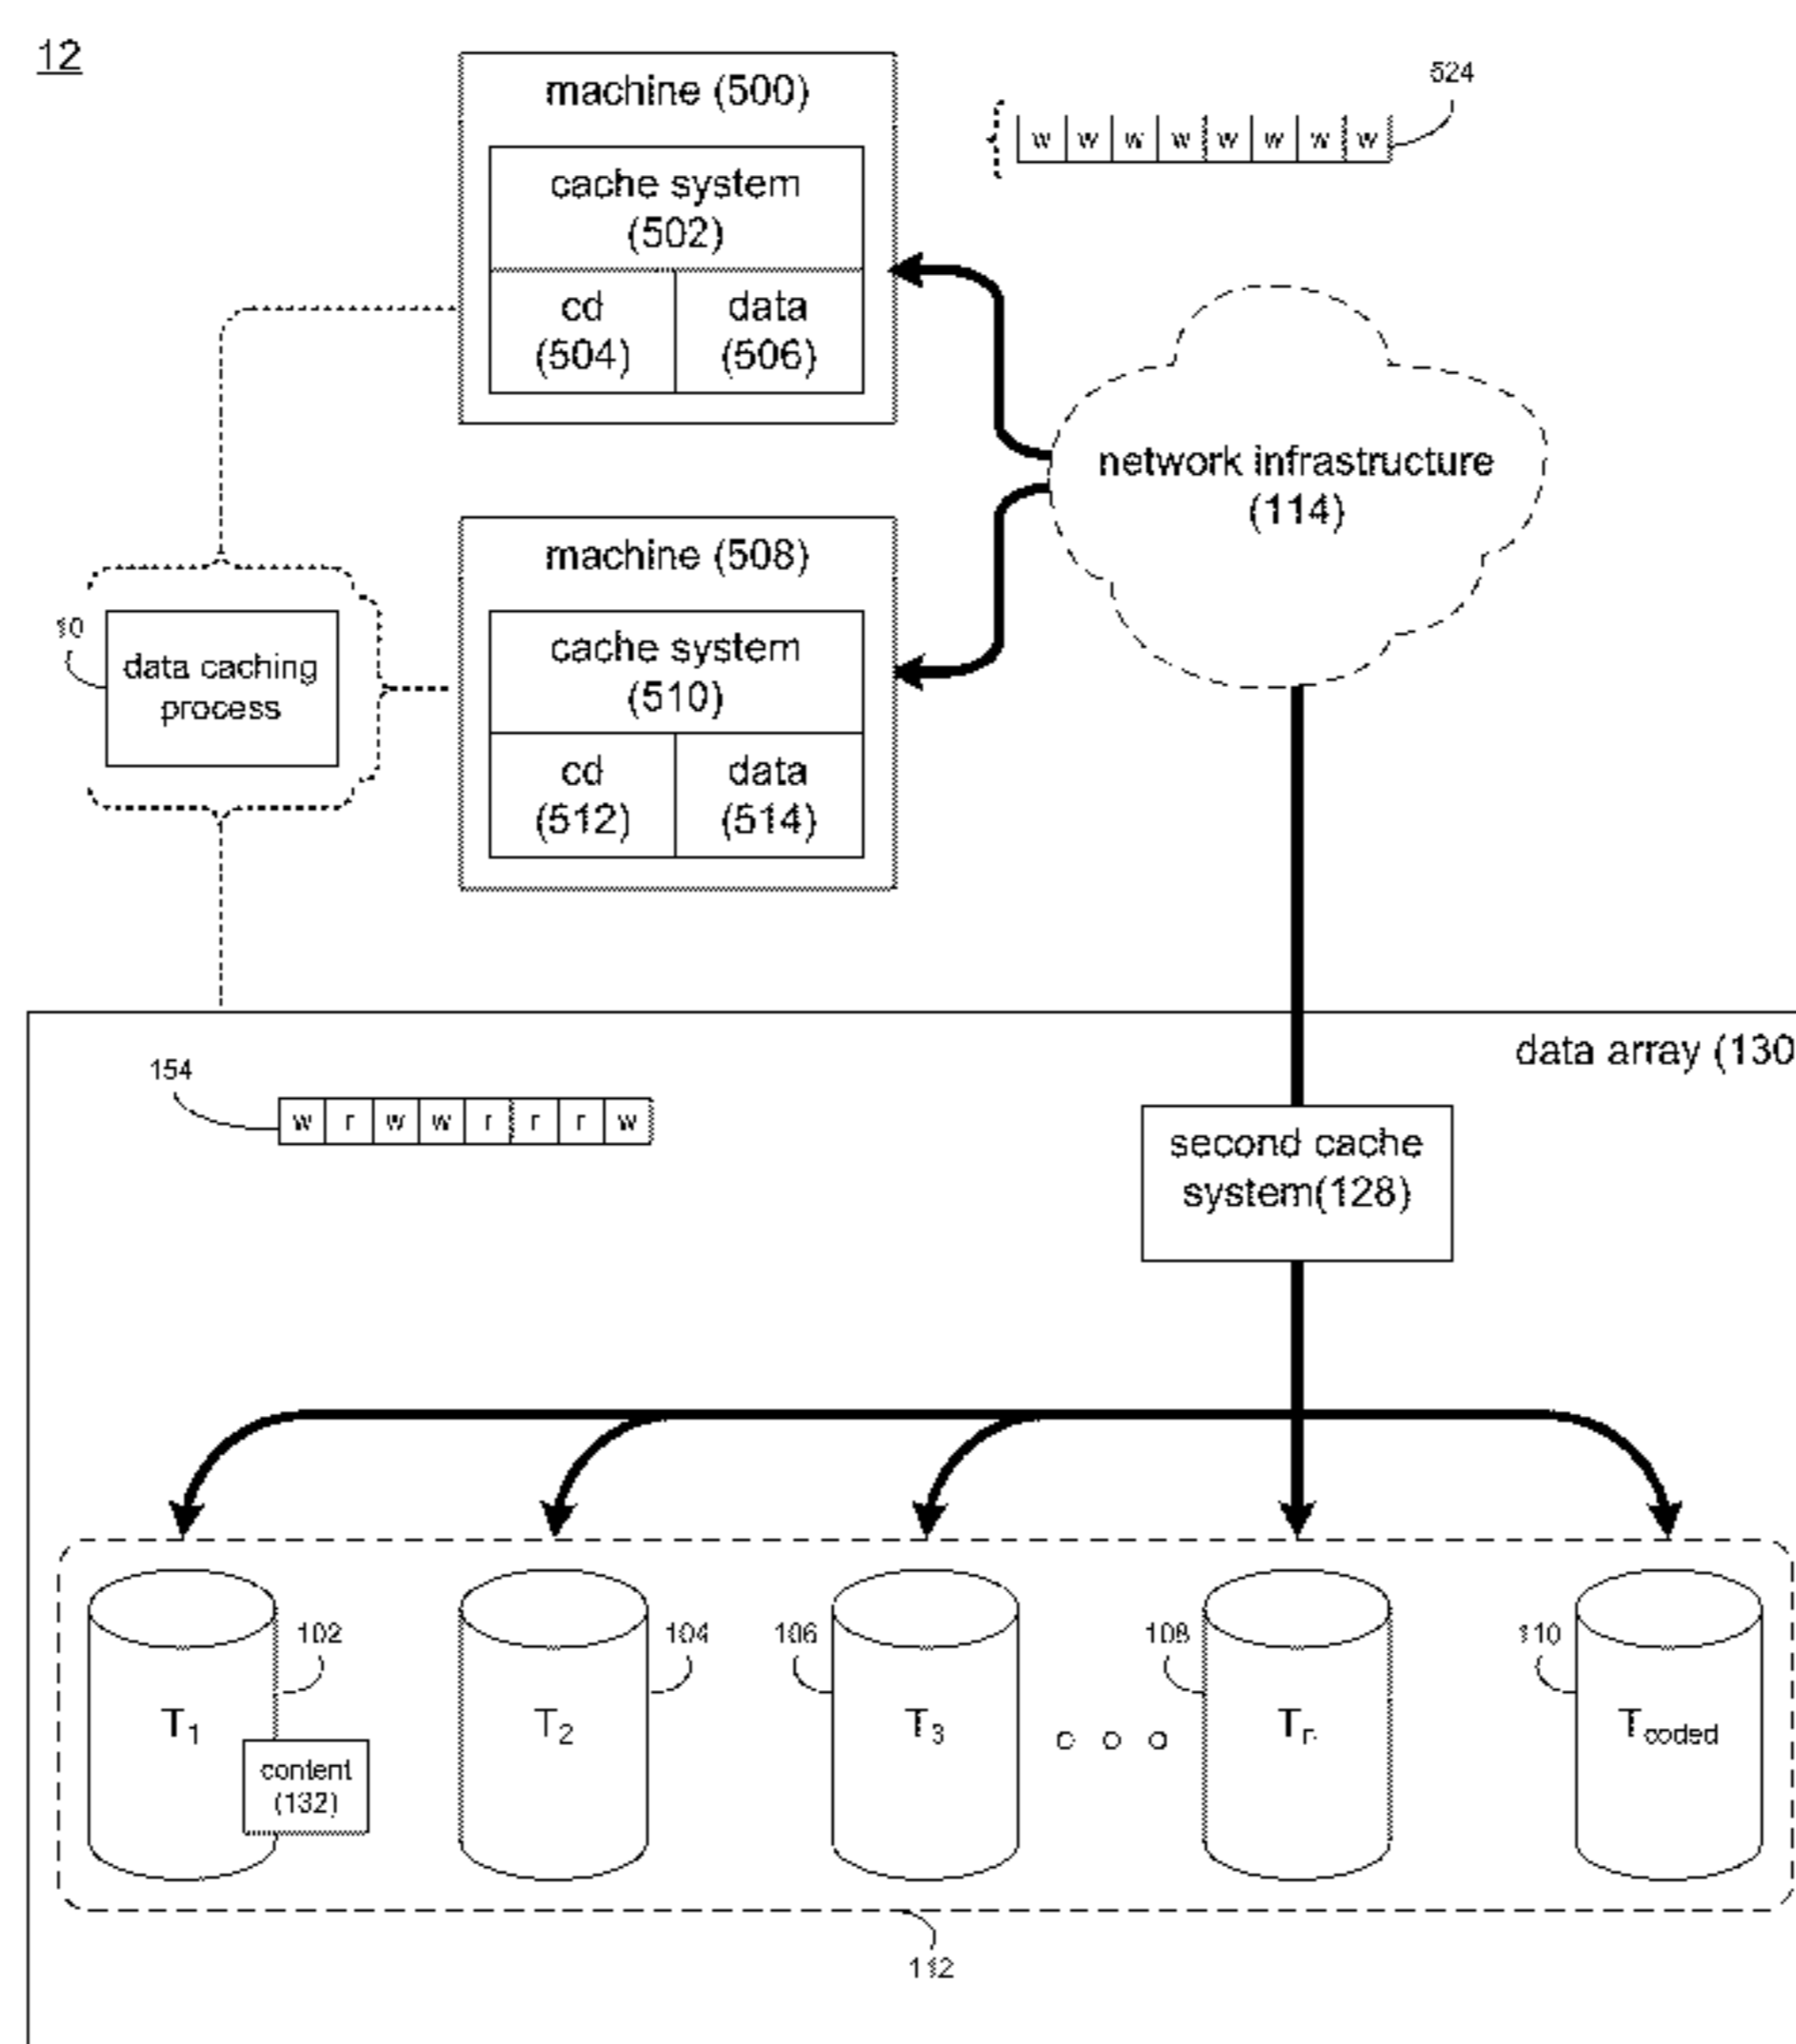 12
machine (500)
524
w w w w w w w w
cache system
(502)
cd
(504)
data
(506)
network infrastructure
(114)
machine (508)
10
data caching
process
cache system
(510)
cd
(512)
data
(514)
data array (130
154
w r w w r r r w
second cache
system(128)
102
104
106
108
110
T1
T2
T3
Tn
Tcoded
content
(132)
112